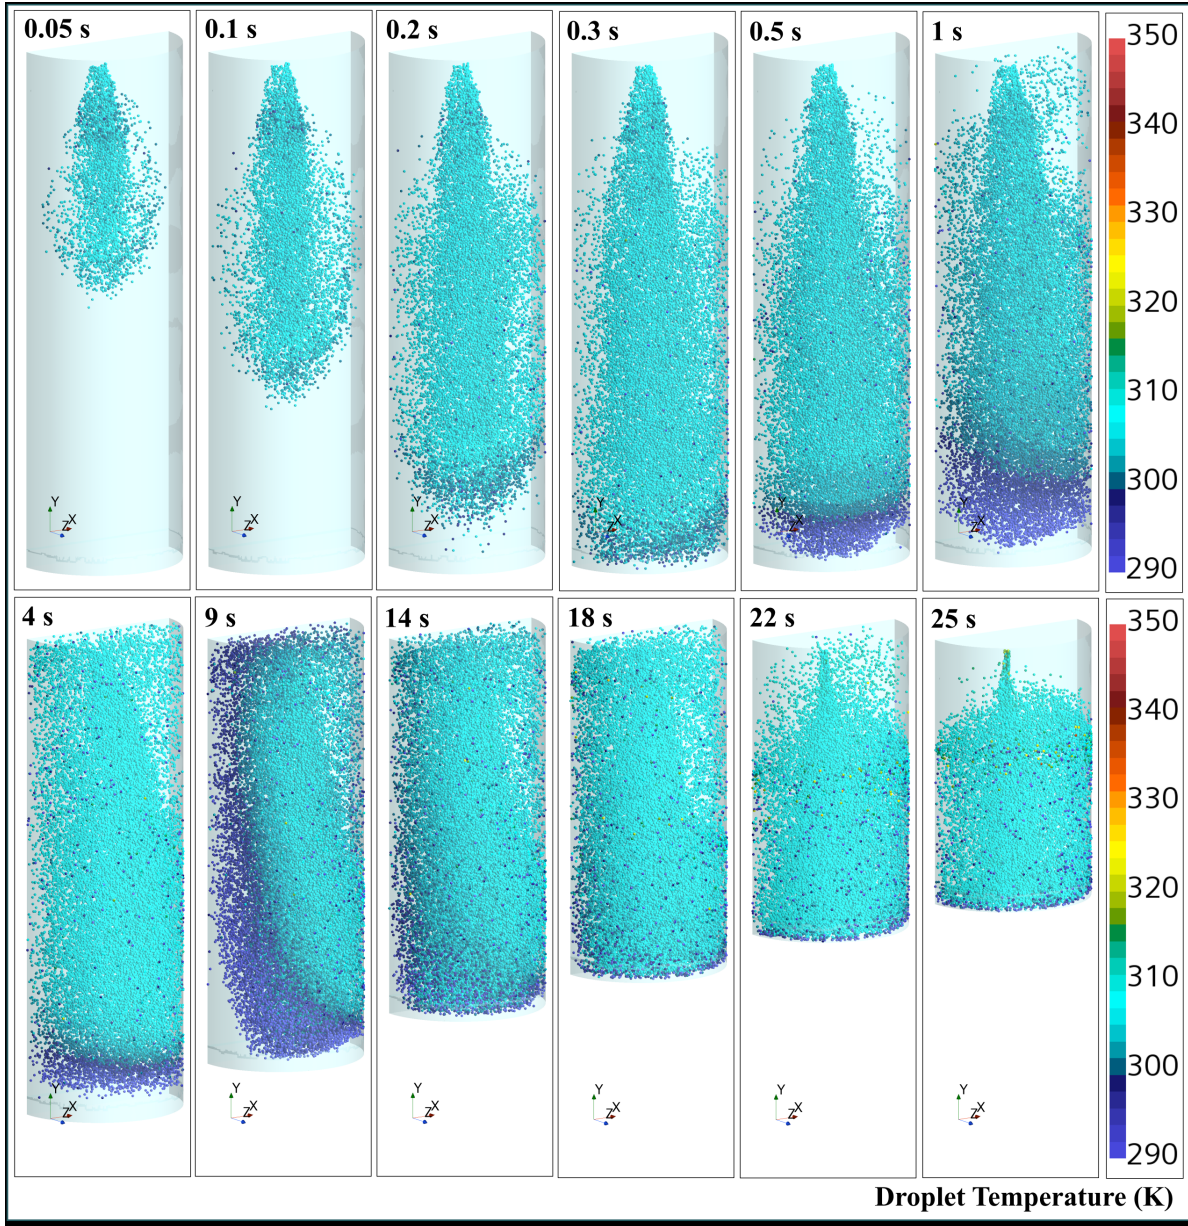 0.05 s
0.1 s
0.2 s
0.3 s
0.5 s
1 s
350
340
330
320
310
300
290
Y
Z X
Y
Z X
Y
Z X
Y
Z X
Y
Z X
Y
Z X
4 s
9 s
14 s
18 s
22 s
25 s
350
340
330
320
310
300
290
Y
Z X
Y
Z X
Y
Z X
Y
Z X
Y
Z X
Y
Z X
Droplet Temperature (K)